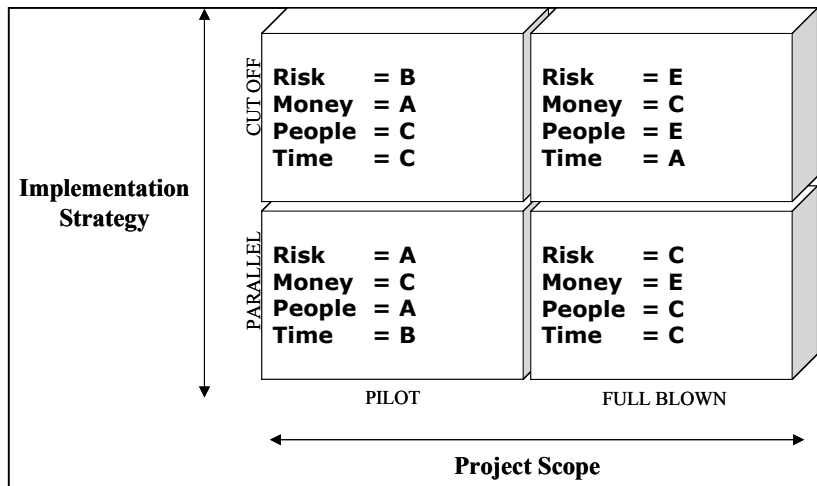 Implementation
Strategy
CUT OFF
Risk = B
Money = A
People = C
Time = C
Risk = E
Money = C
People = E
Time = A
PARALLEL
Risk = A
Money = C
People = A
Time = B
Risk = C
Money = E
People = C
Time = C
PILOT
FULL BLOWN
Project Scope